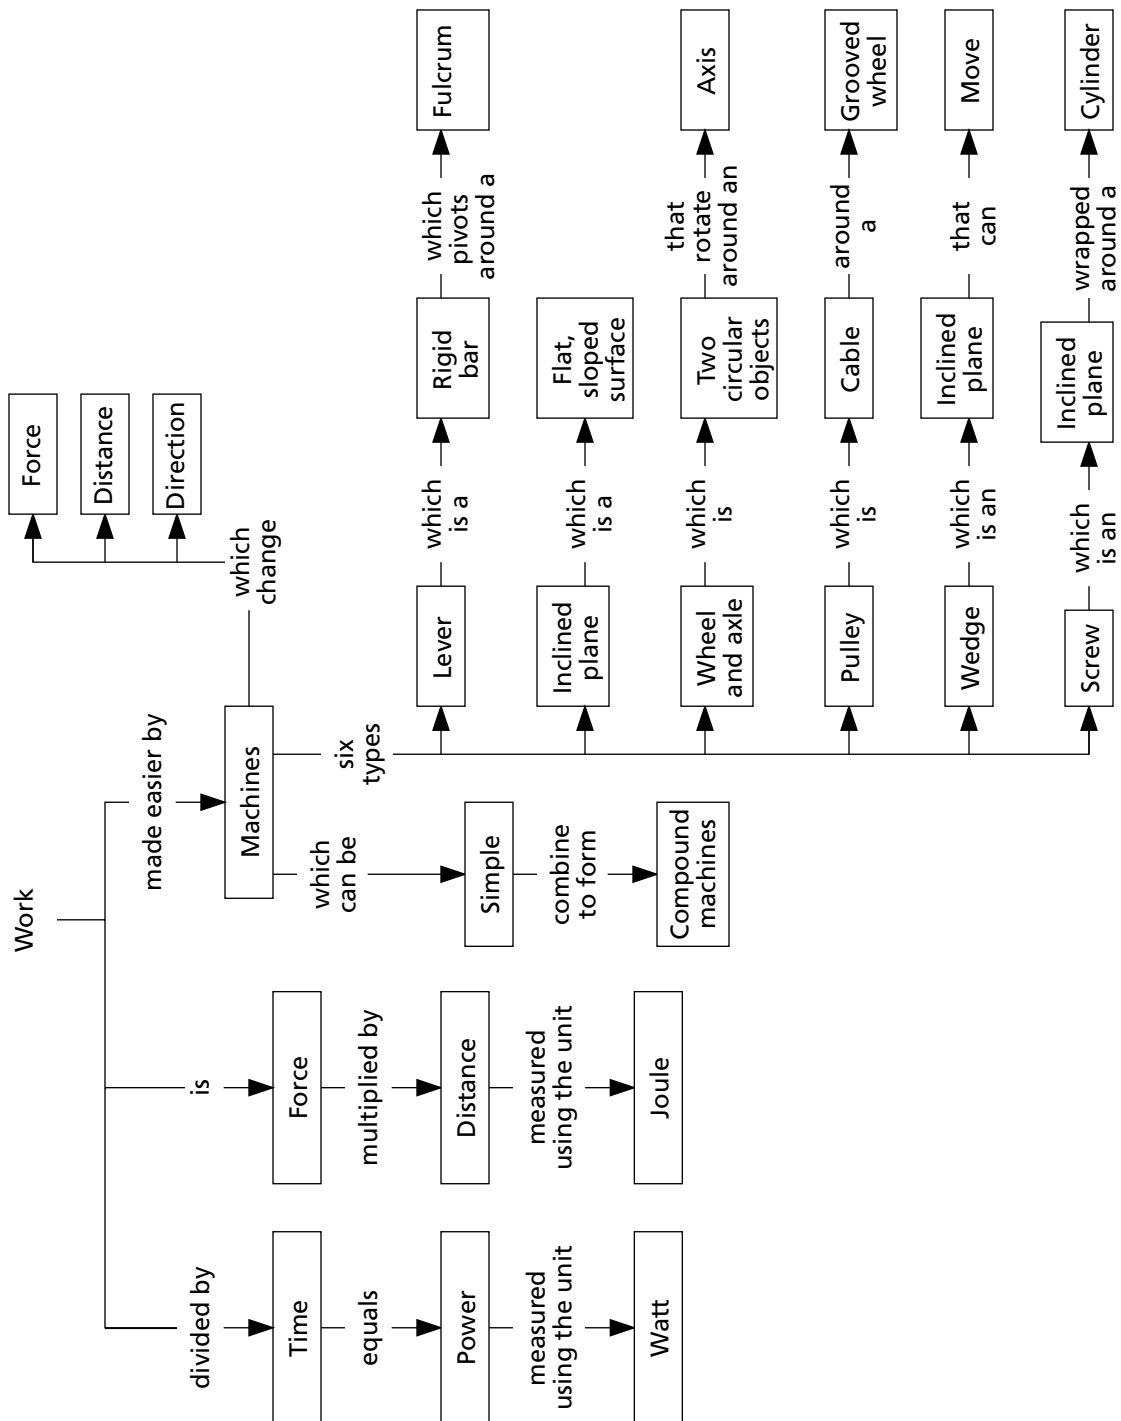 Work
divided by
Time
equals
Power
measured
using the unit
Watt
is
Force
multiplied by
Distance
measured
using the unit
Joule
made easier by
Machines
which
change
Force
Distance
Direction
which
can be
Simple
combine
to form
Compound
machines
six
types
Lever
which
is a
Rigid
bar
which
pivots
around a
Fulcrum
Inclined
plane
which
is a
Flat,
sloped
surface
Wheel
and axle
which
is
Two
circular
objects
that
rotate
around an
Axis
Pulley
which
is
Cable
around
a
Grooved
wheel
Wedge
which
is an
Inclined
plane
that
can
Move
Screw
which
is an
Inclined
plane
wrapped
around a
Cylinder